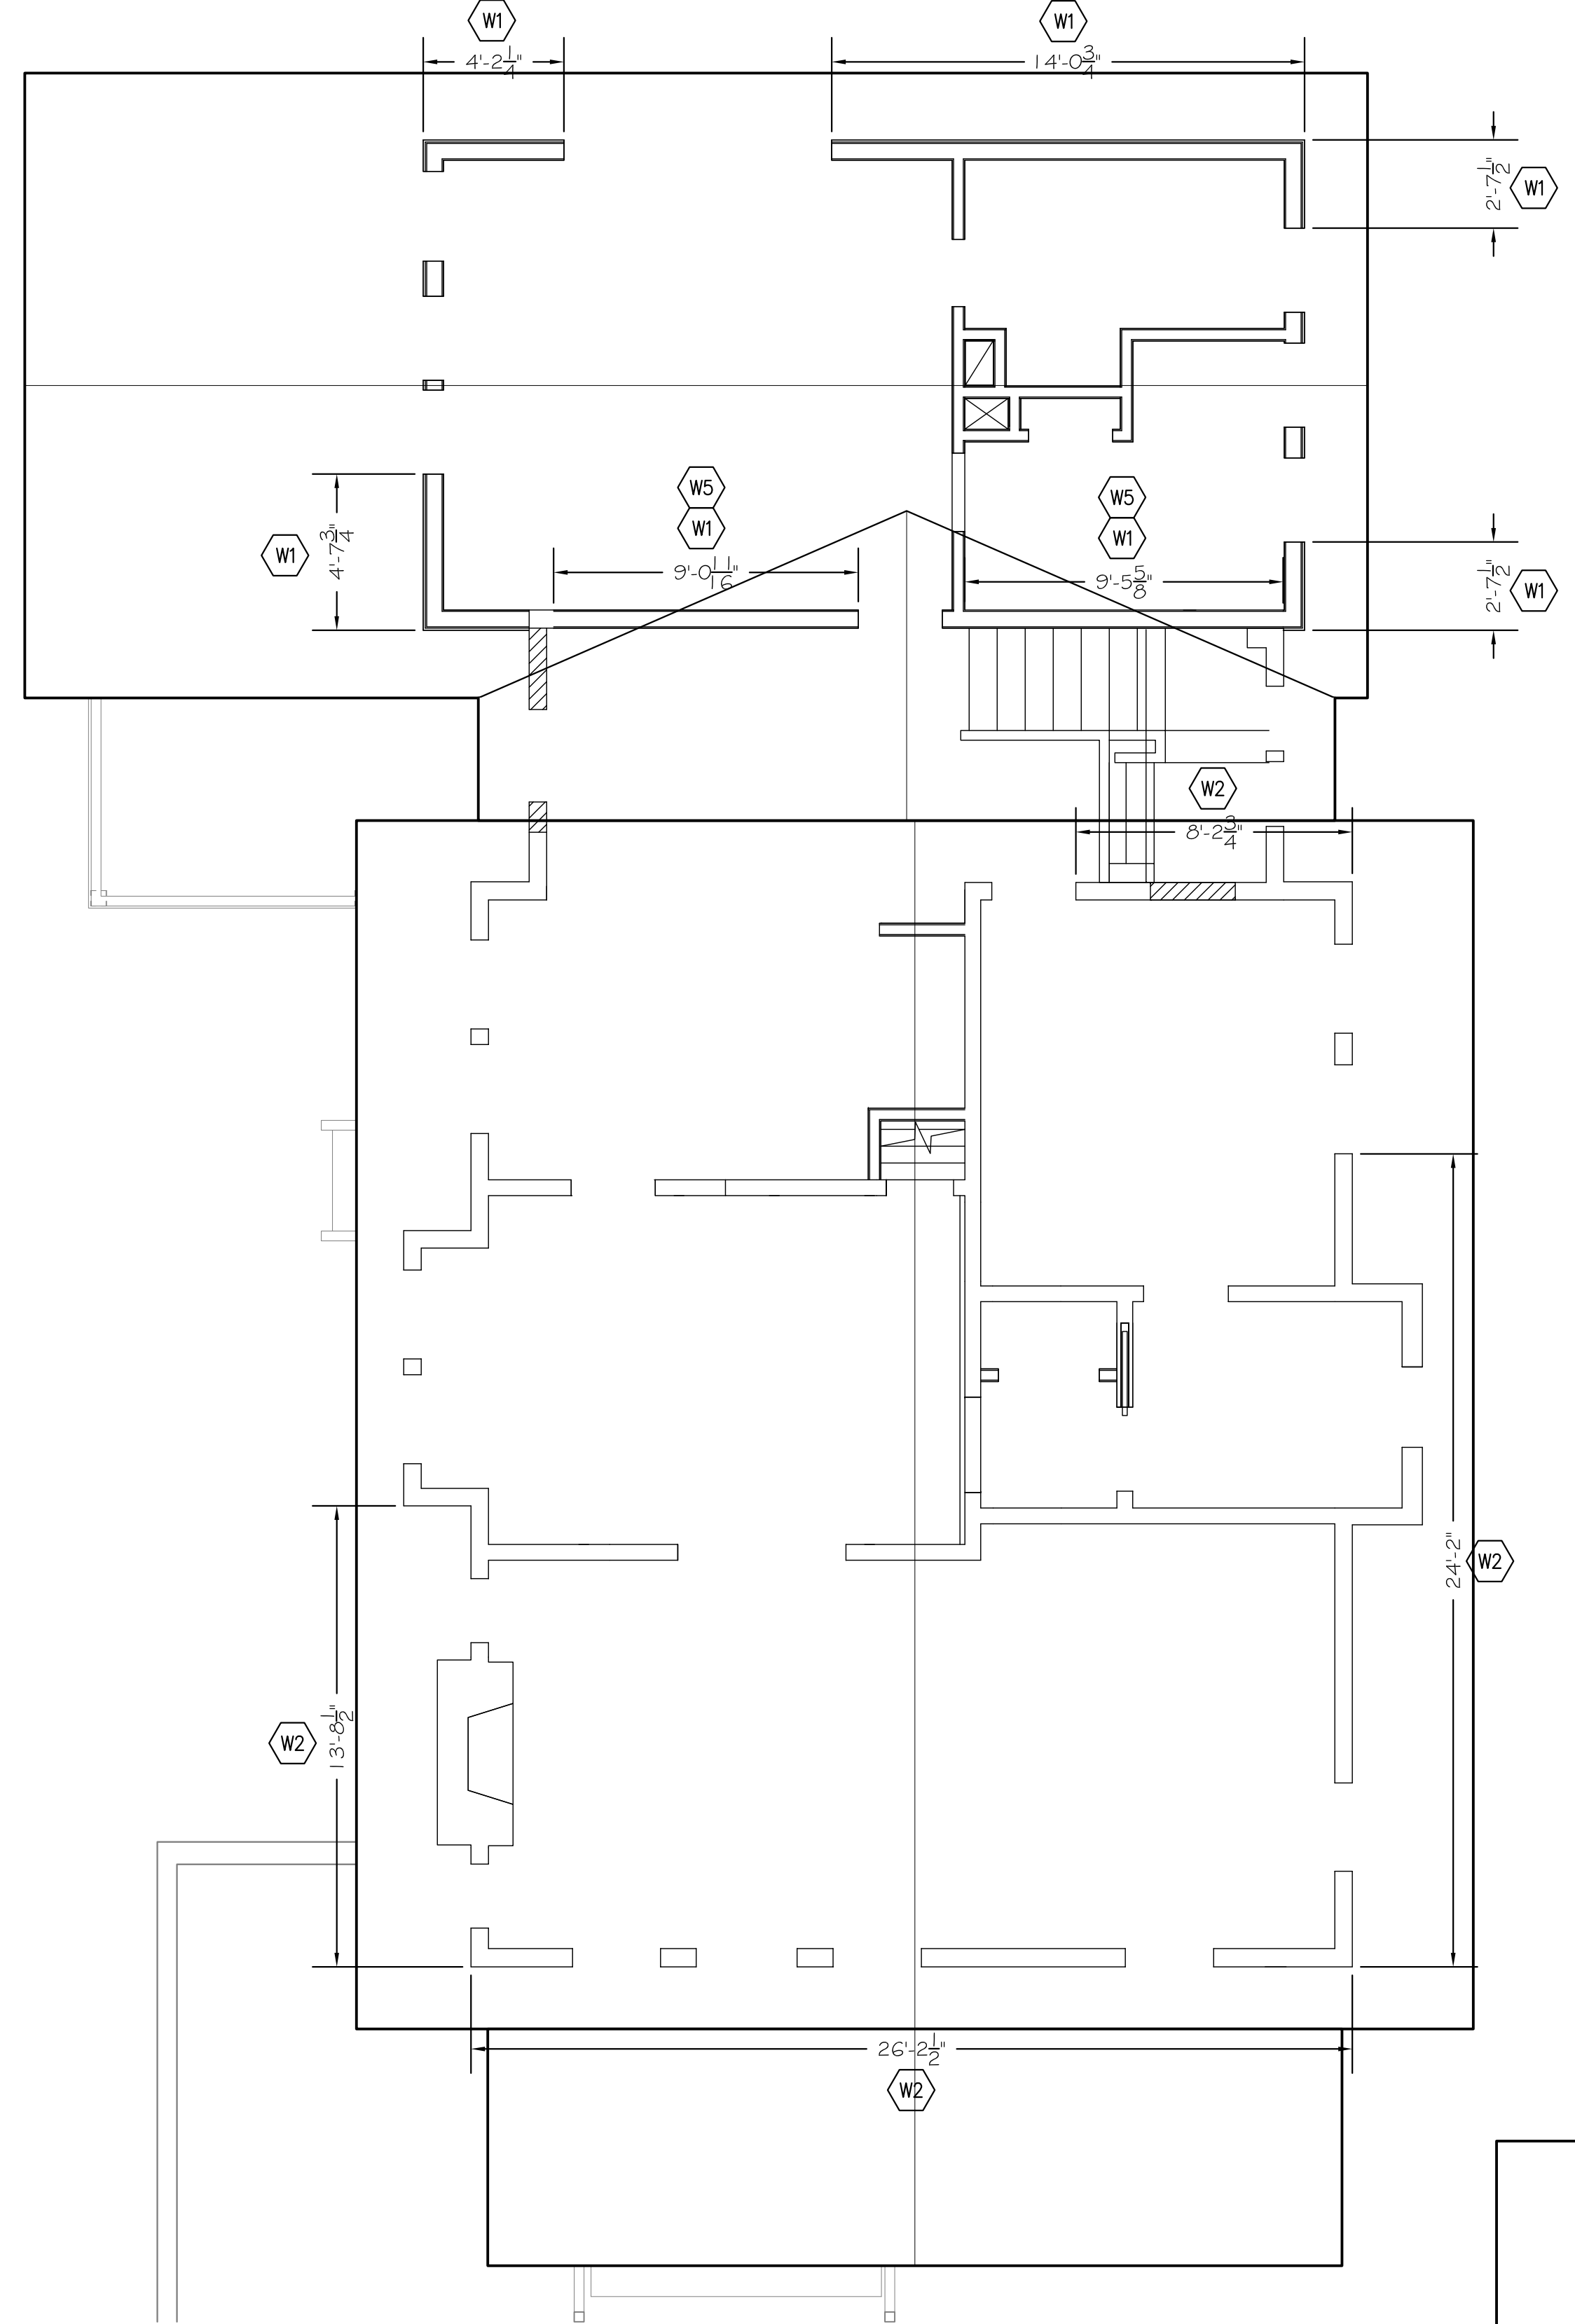 W1
W1
4'-2 1/4"
14'-0 3/4"
2'-7 1/2"
W1
W5
W1
W5
W1
W1
4'-7 3/4"
9'-0 11/16"
9'-5 5/8"
2'-7 1/2"
W1
W2
8'-2 3/4"
24'-2"
W2
W2
13'-8 1/2"
26'-2 1/2"
W2